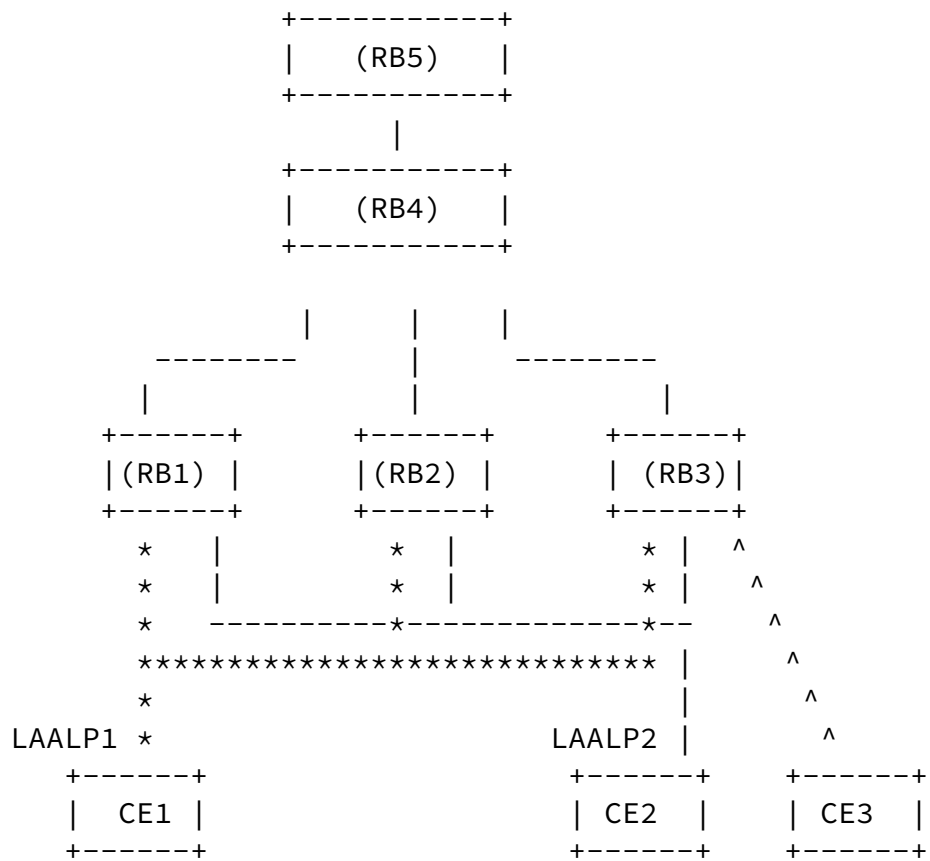 (RB5)
(RB4)
(RB1) (RB2) (RB3)
LAALP1 LAALP2
CE1 CE2 CE3